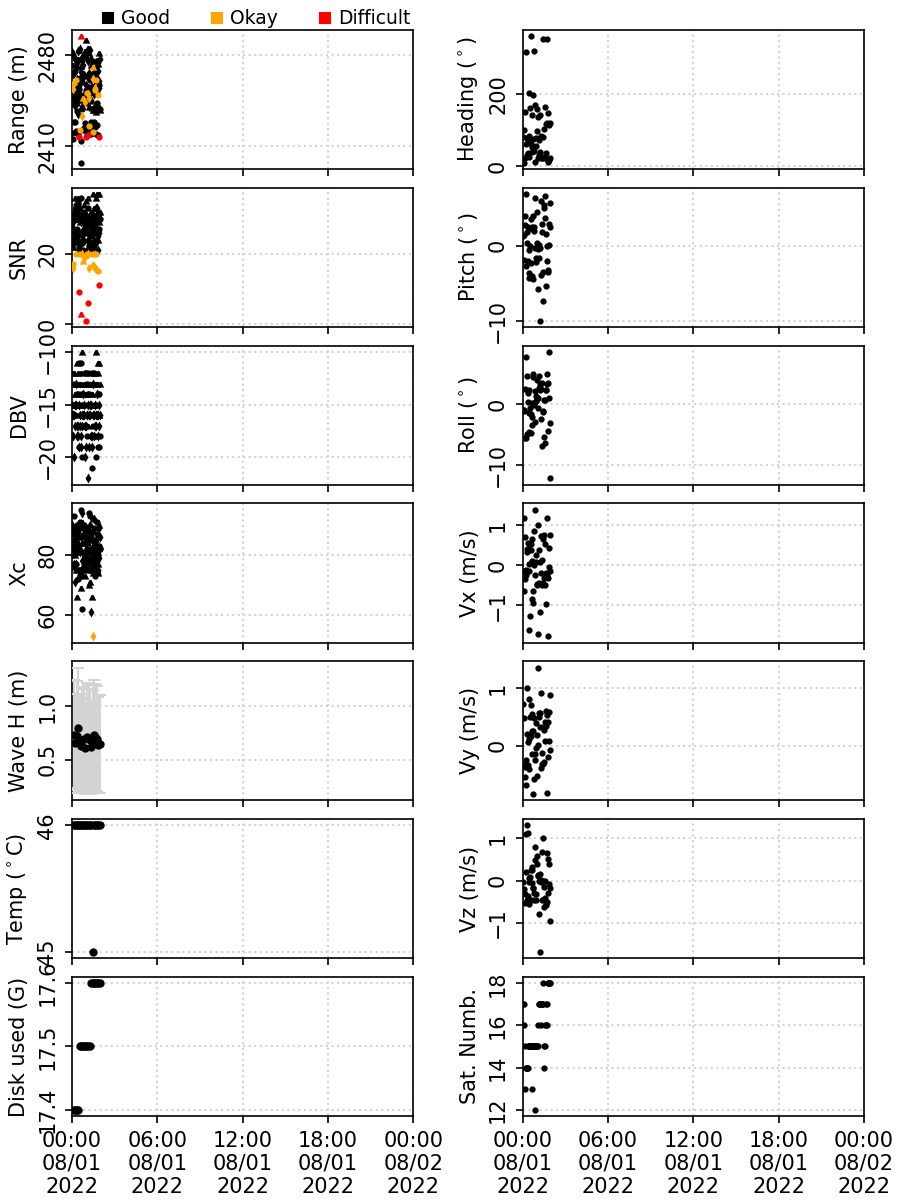 Good Okay Difficult
Range (m)
2480
2410
SNR
20
0
DBV
−10
−15
−20
Xc
80
60
Wave H (m)
1.0
0.5
Temp (°C)
46
45
Disk used (G)
17.6
17.5
17.4
00:00 06:00 12:00 18:00 00:00
08/01 08/01 08/01 08/01 08/02
2022 2022 2022 2022 2022
Heading (°)
200
0
Pitch (°)
0
−10
Roll (°)
0
−10
Vx (m/s)
1
0
−1
Vy (m/s)
1
0
Vz (m/s)
1
0
−1
Sat. Numb.
18
16
14
12
00:00 06:00 12:00 18:00 00:00
08/01 08/01 08/01 08/01 08/02
2022 2022 2022 2022 2022